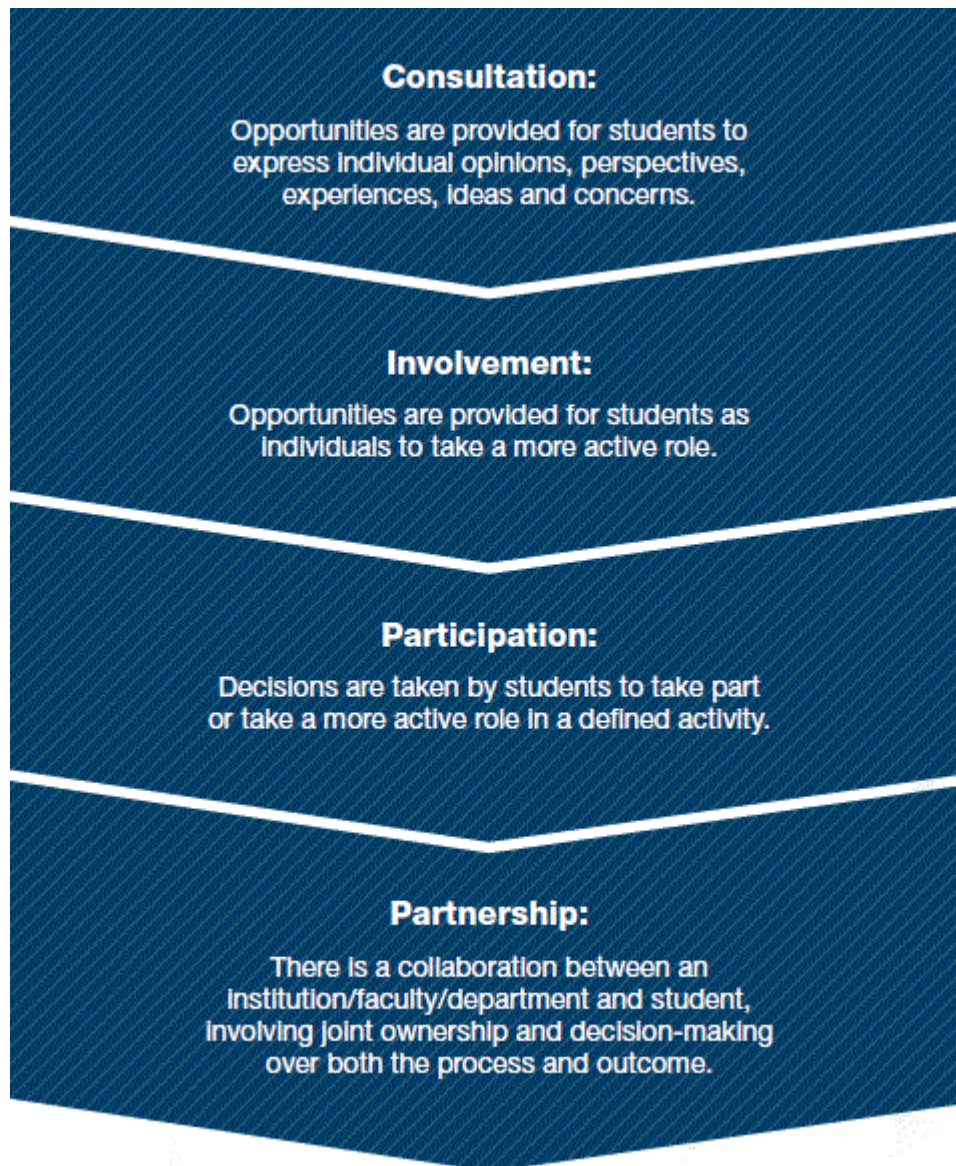 Consultation:
Opportunities are provided for students to
express individual opinions, perspectives,
experiences, ideas and concerns.
Involvement:
Opportunities are provided for students as
individuals to take a more active role.
Participation:
Decisions are taken by students to take part
or take a more active role in a defined activity.
Partnership:
There is a collaboration between an
institution/faculty/department and student,
involving joint ownership and decision-making
over both the process and outcome.